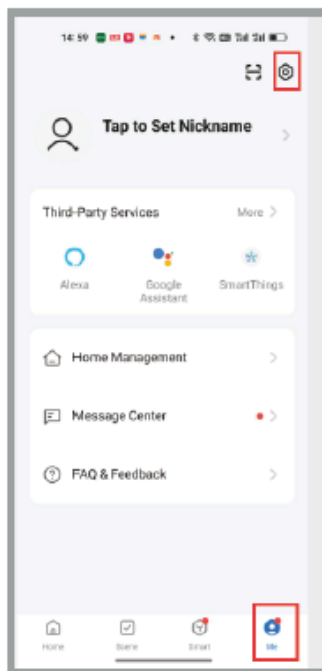 14:59
Tap to Set Nickname
Third-Party Services More
Alexa Google Assistant SmartThings
Home Management
Message Center
FAQ & Feedback
Home Scene Smart Me